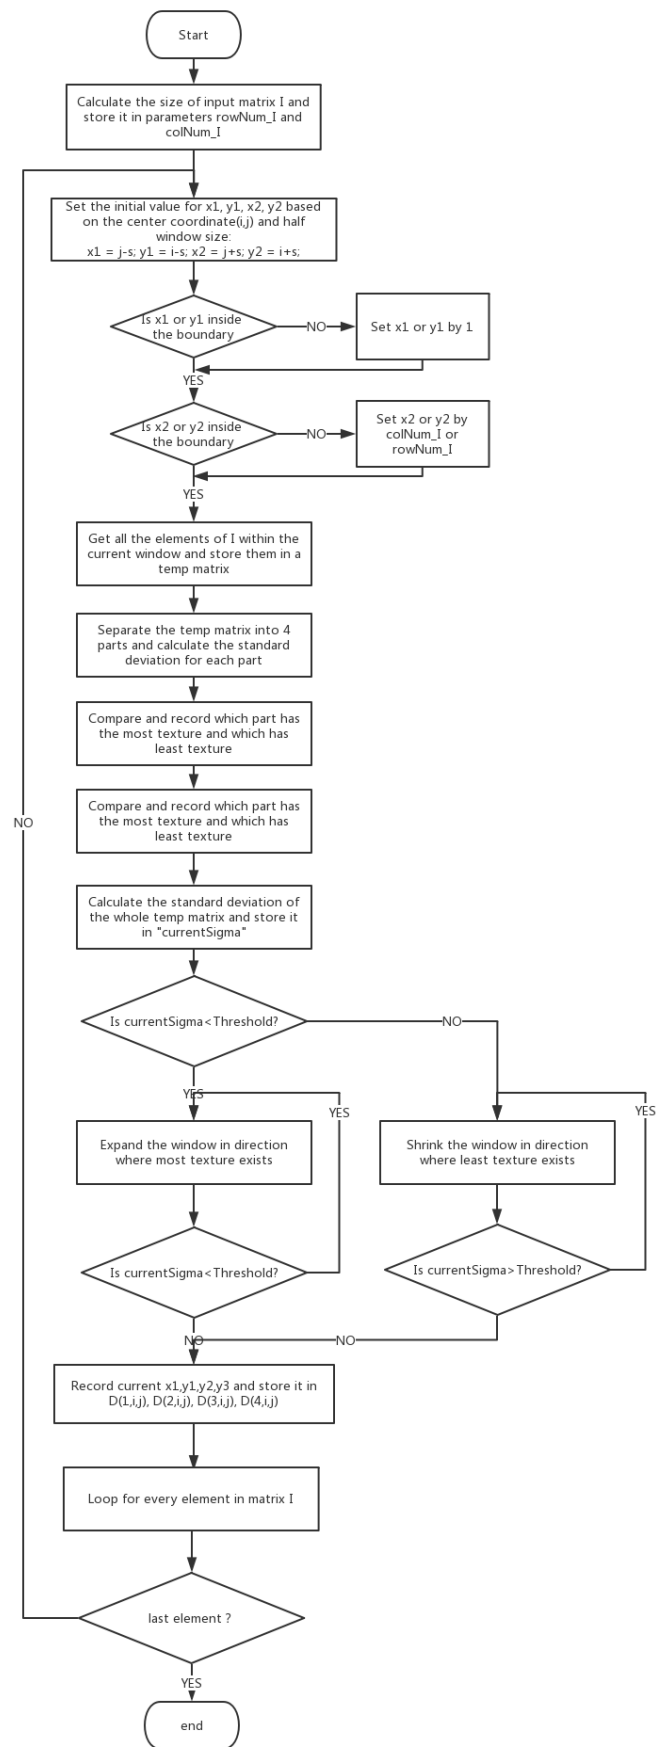 Start
Calculate the size of input matrix I and
store it in parameters rowNum_I and
colNum_I
Set the initial value for x1, y1, x2, y2 based
on the center coordinate(i,j) and half
window size:
x1 = j-s; y1 = i-s; x2 = j+s; y2 = i+s;
Is x1 or y1 inside
the boundary
NO
Set x1 or y1 by 1
YES
Is x2 or y2 inside
the boundary
NO
Set x2 or y2 by
colNum_I or
rowNum_I
YES
Get all the elements of I within the
current window and store them in a
temp matrix
Separate the temp matrix into 4
parts and calculate the standard
deviation for each part
Compare and record which part has
the most texture and which has
least texture
Compare and record which part has
the most texture and which has
least texture
NO
Calculate the standard deviation of
the whole temp matrix and store it
in "currentSigma"
Is currentSigma<Threshold?
NO
YES
YES
YES
Expand the window in direction
where most texture exists
Shrink the window in direction
where least texture exists
Is currentSigma<Threshold?
Is currentSigma>Threshold?
NO
NO
Record current x1,y1,y2,y3 and store it in
D(1,i,j), D(2,i,j), D(3,i,j), D(4,i,j)
Loop for every element in matrix I
last element ?
YES
end